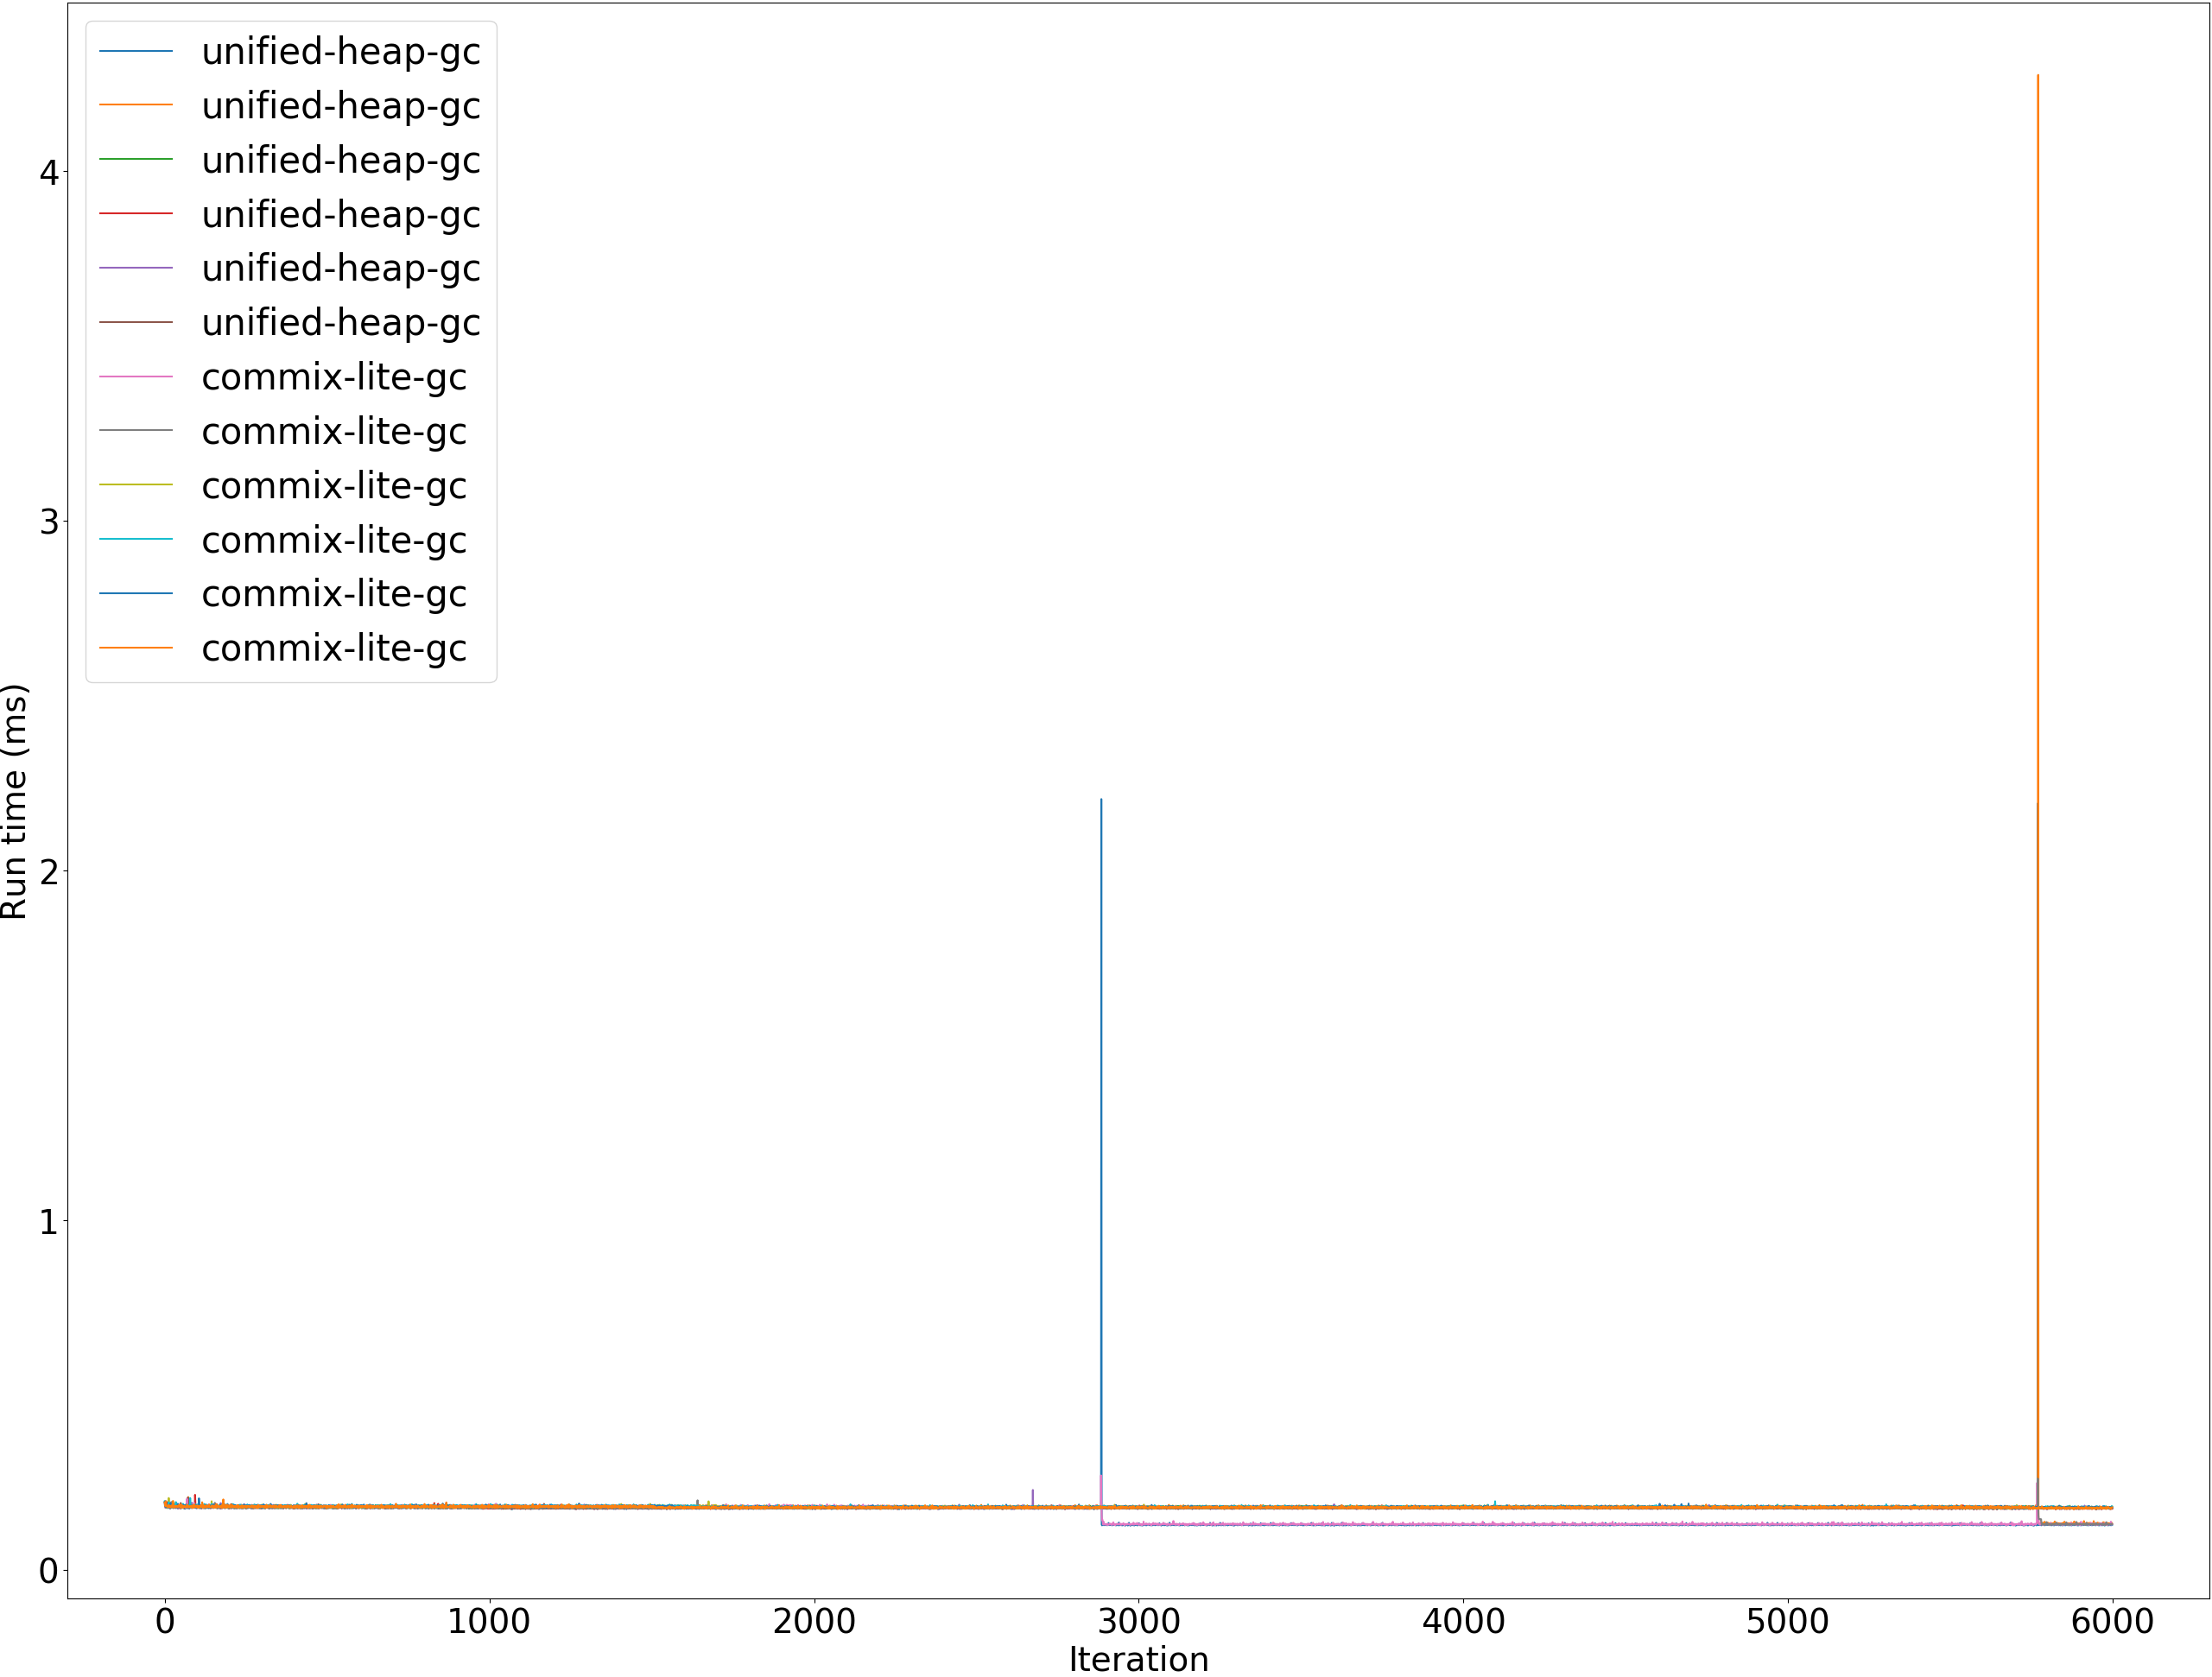 unified-heap-gc
unified-heap-gc
unified-heap-gc
unified-heap-gc
unified-heap-gc
unified-heap-gc
commix-lite-gc
commix-lite-gc
commix-lite-gc
commix-lite-gc
commix-lite-gc
commix-lite-gc
Run time (ms)
4
3
2
1
0
0 1000 2000 3000 4000 5000 6000
Iteration